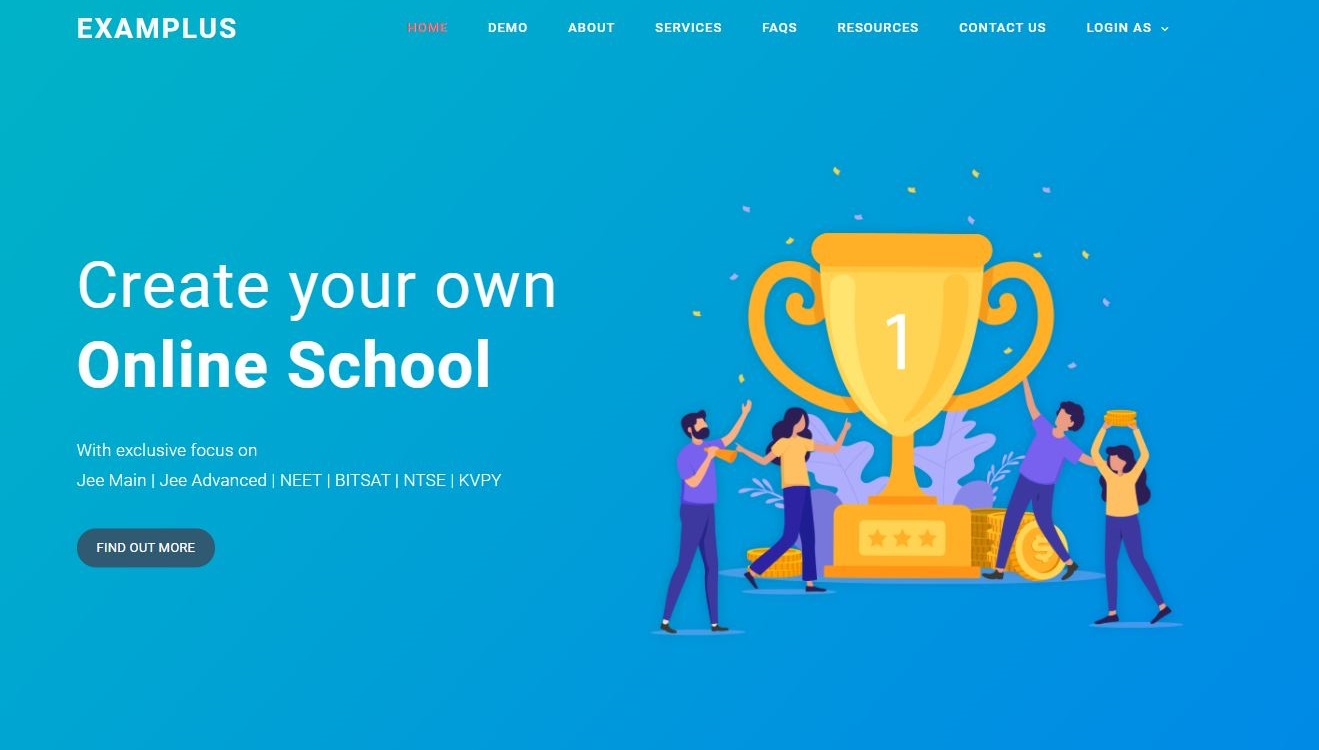 EXAMPLUS
HOME DEMO ABOUT SERVICES FAQS RESOURCES CONTACT US LOGIN AS
Create your own
Online School
With exclusive focus on
Jee Main | Jee Advanced | NEET | BITSAT | NTSE | KVPY
FIND OUT MORE
1
$